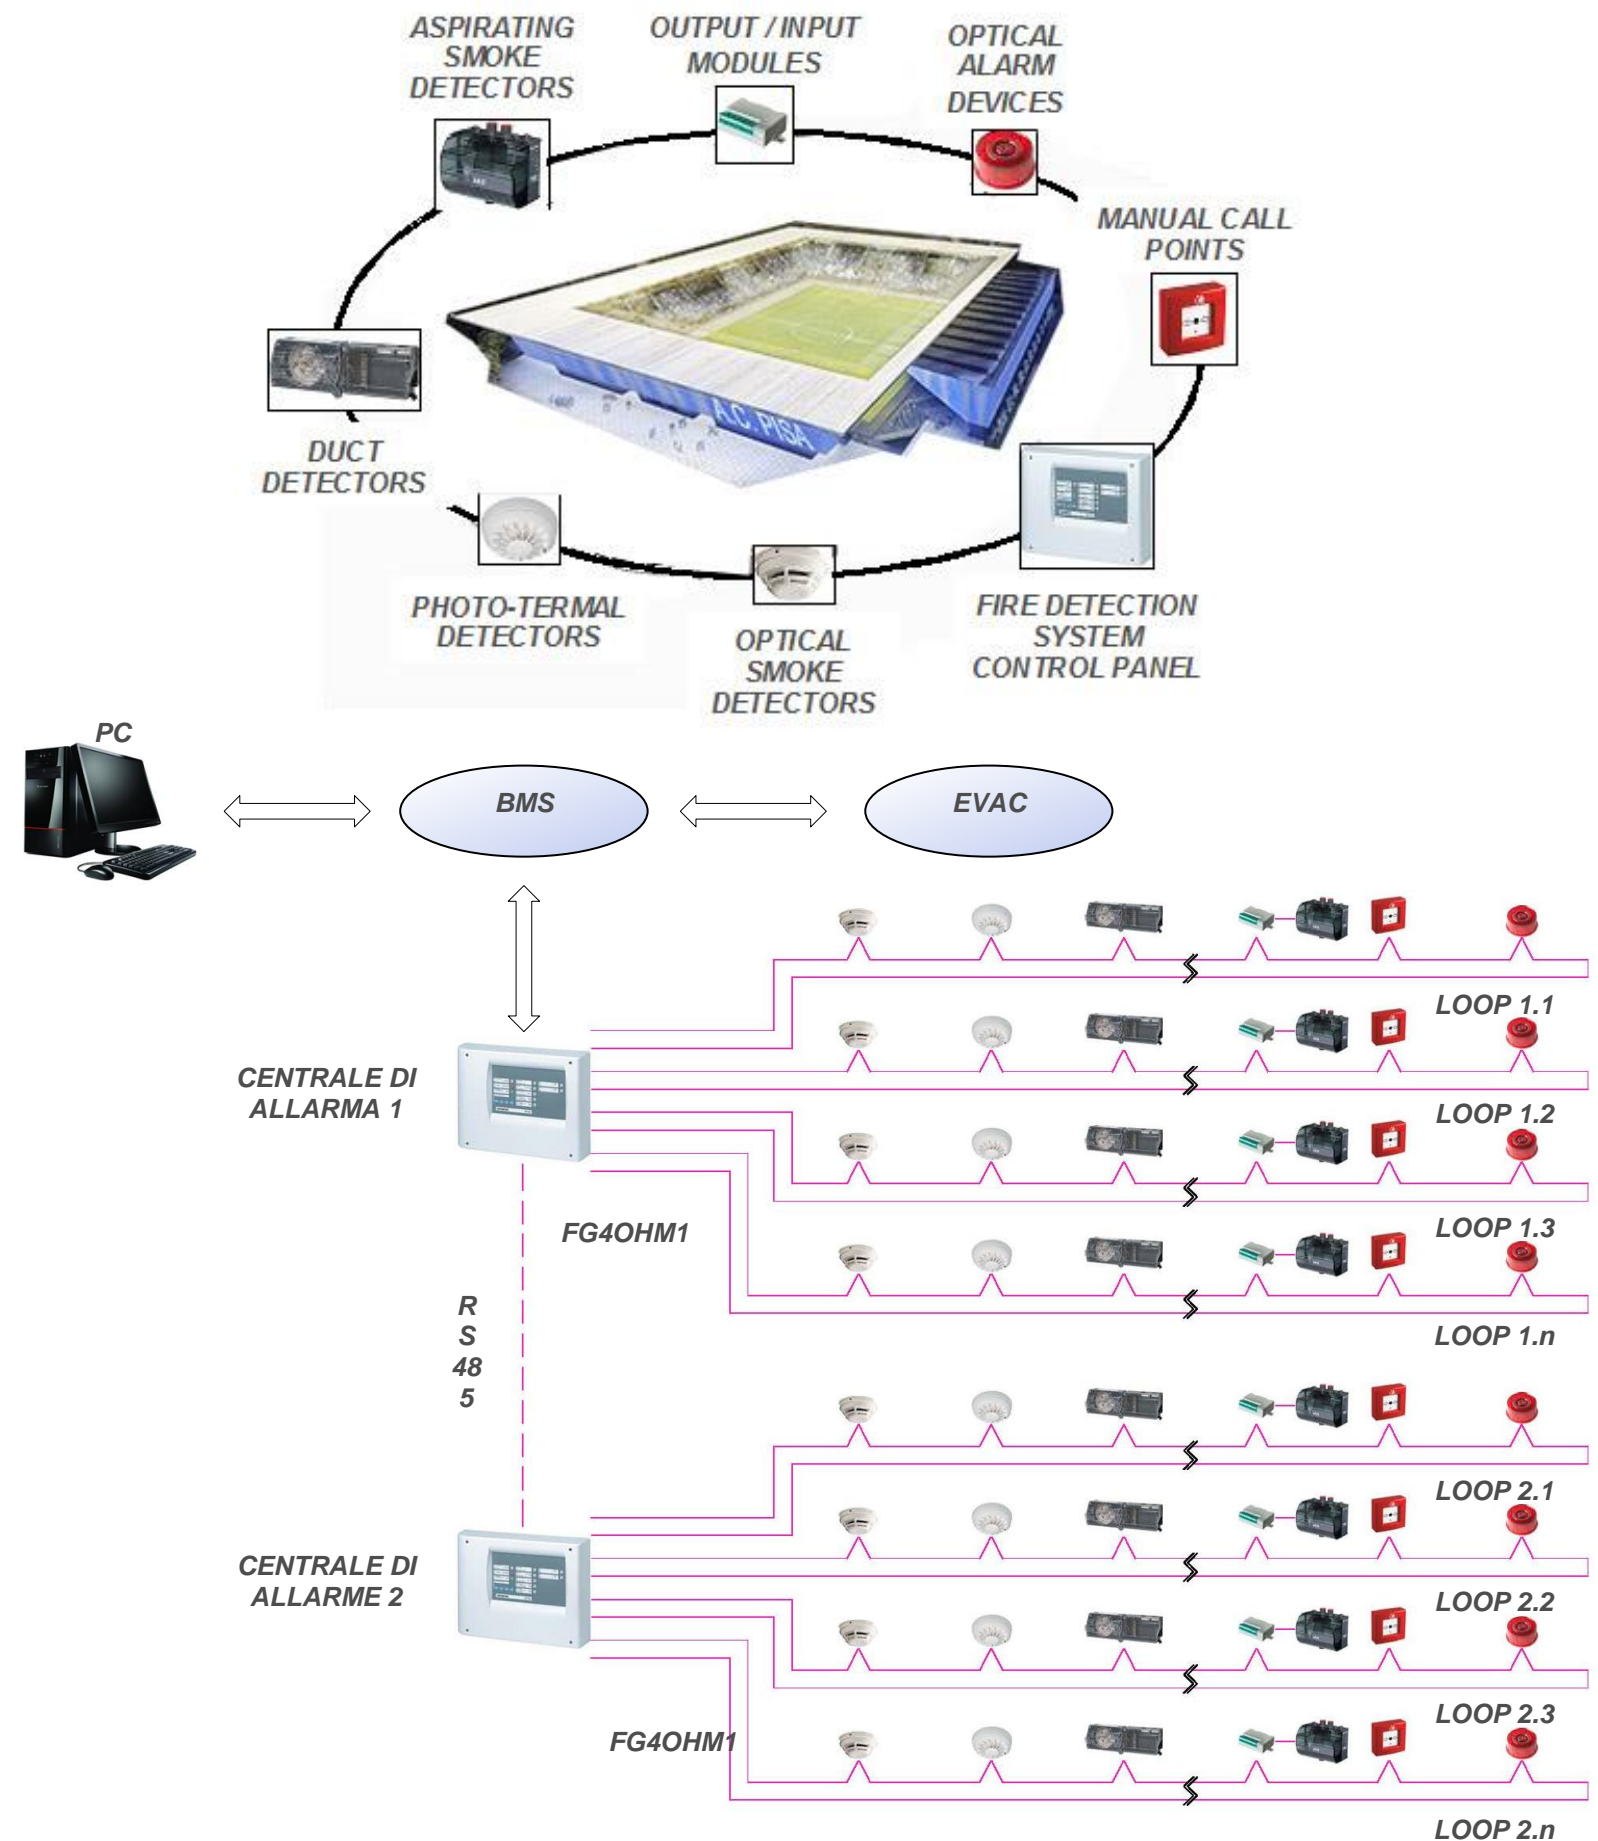 ASPIRATING
SMOKE
DETECTORS
OUTPUT / INPUT
MODULES
OPTICAL
ALARM
DEVICES
MANUAL CALL
POINTS
A.C. PISA
DUCT
DETECTORS
PHOTO-TERMAL
DETECTORS
OPTICAL
SMOKE
DETECTORS
FIRE DETECTION
SYSTEM
CONTROL PANEL
PC
BMS
EVAC
LOOP 1.1
CENTRALE DI
ALLARMA 1
LOOP 1.2
FG4OHM1
LOOP 1.3
R
S
48
5
LOOP 1.n
LOOP 2.1
CENTRALE DI
ALLARME 2
LOOP 2.2
LOOP 2.3
FG4OHM1
LOOP 2.n